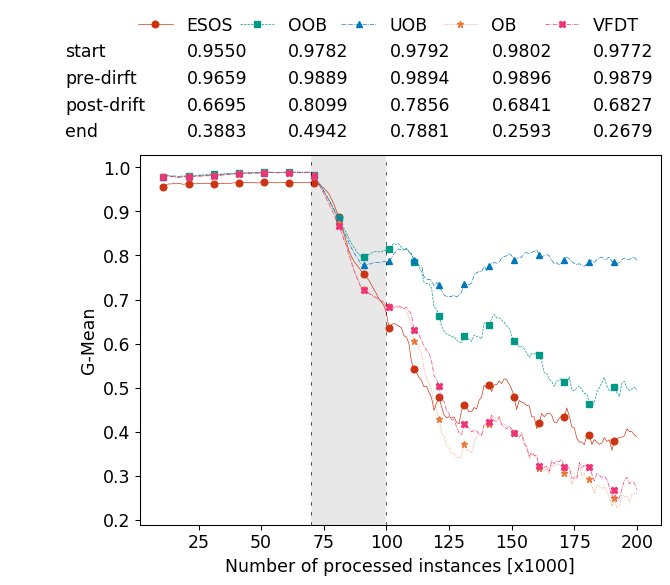 ESOS OOB UOB OB VFDT
start 0.9550 0.9782 0.9792 0.9802 0.9772
pre-dirft 0.9659 0.9889 0.9894 0.9896 0.9879
post-drift 0.6695 0.8099 0.7856 0.6841 0.6827
end 0.3883 0.4942 0.7881 0.2593 0.2679
1.0
0.9
0.8
0.7
0.6
0.5
0.4
0.3
0.2
G-Mean
25 50 75 100 125 150 175 200
Number of processed instances [x1000]